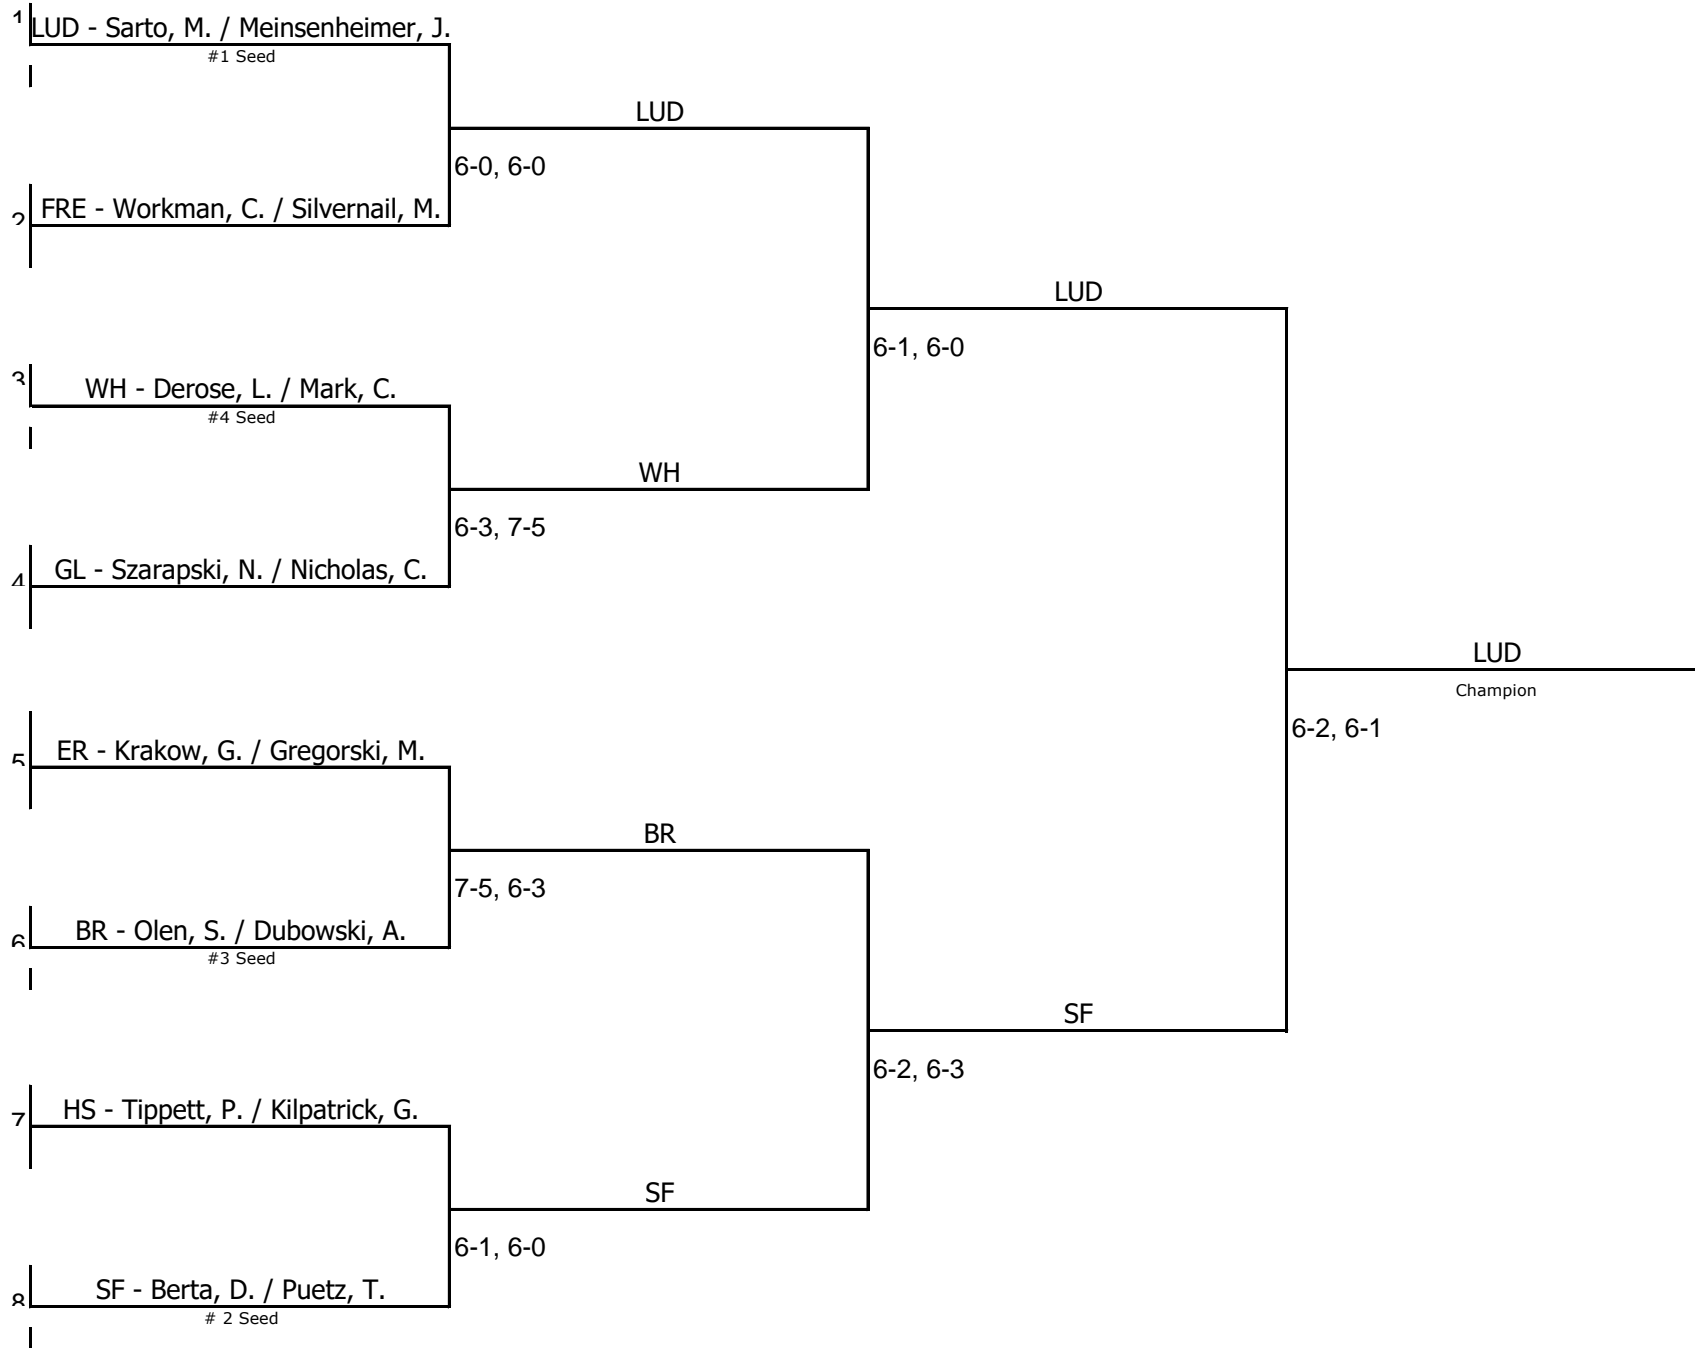 1
LUD - Sarto, M. / Meinsenheimer, J.
#1 Seed
LUD
6-0, 6-0
2
FRE - Workman, C. / Silvernail, M.
LUD
6-1, 6-0
3
WH - Derose, L. / Mark, C.
#4 Seed
WH
6-3, 7-5
4
GL - Szarapski, N. / Nicholas, C.
LUD
Champion
6-2, 6-1
5
ER - Krakow, G. / Gregorski, M.
BR
7-5, 6-3
6
BR - Olen, S. / Dubowski, A.
#3 Seed
SF
6-2, 6-3
7
HS - Tippett, P. / Kilpatrick, G.
SF
6-1, 6-0
8
SF - Berta, D. / Puetz, T.
# 2 Seed